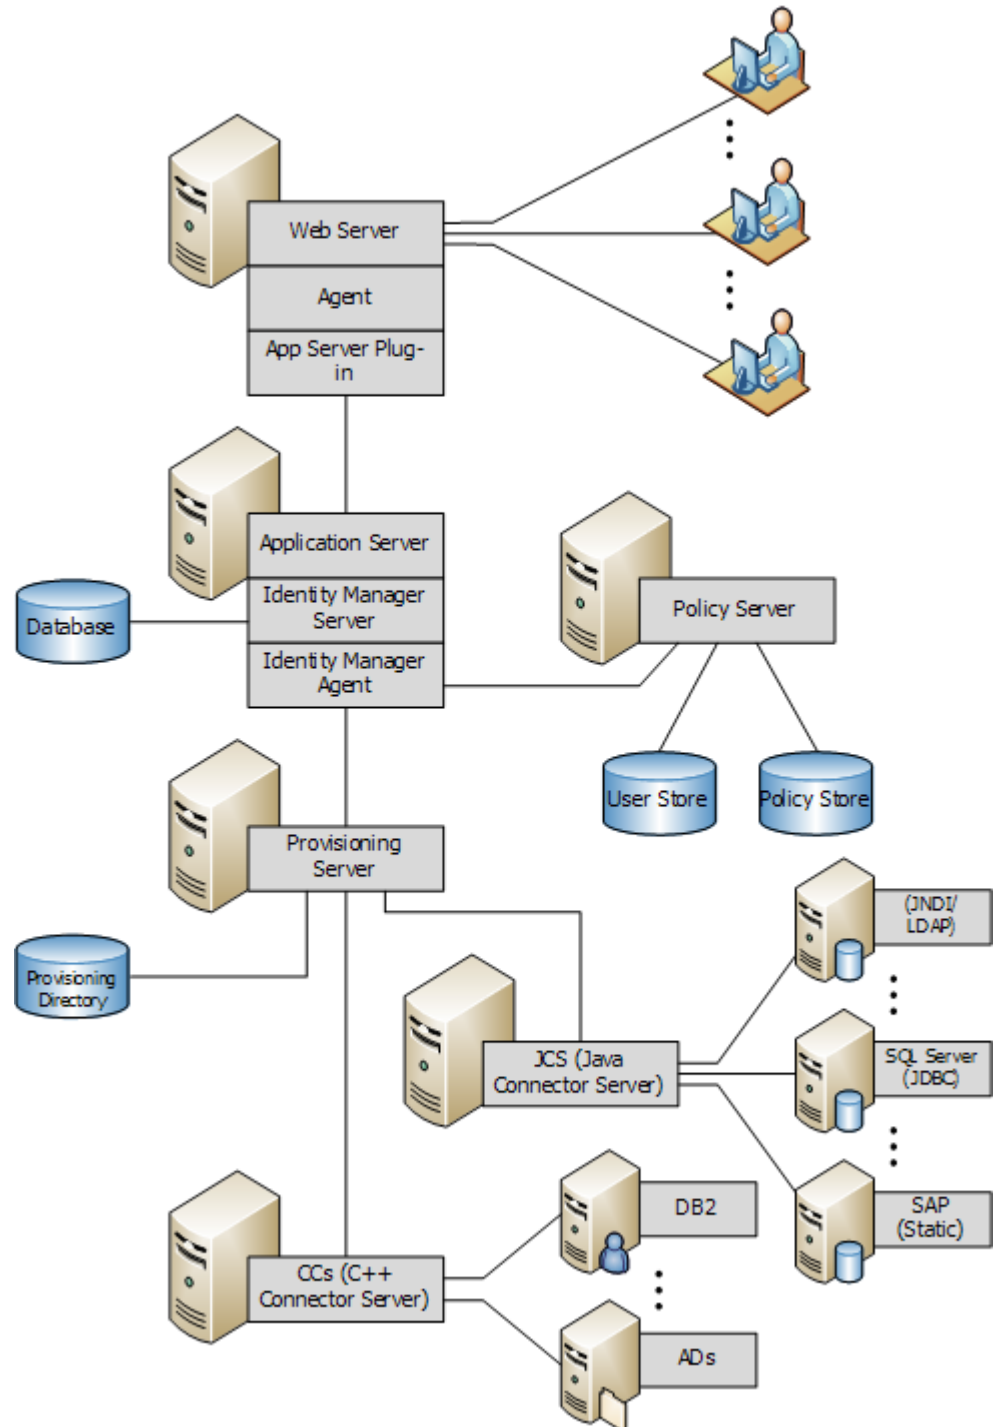 Web Server
Agent
App Server Plug-
in
Application Server
Identity Manager
Server
Identity Manager
Agent
Database
Policy Server
User Store
Policy Store
Provisioning
Server
Provisioning
Directory
(JNDI/
LDAP)
JCS (Java
Connector Server)
SQL Server
(JDBC)
SAP
(Static)
DB2
CCs (C++
Connector Server)
ADs